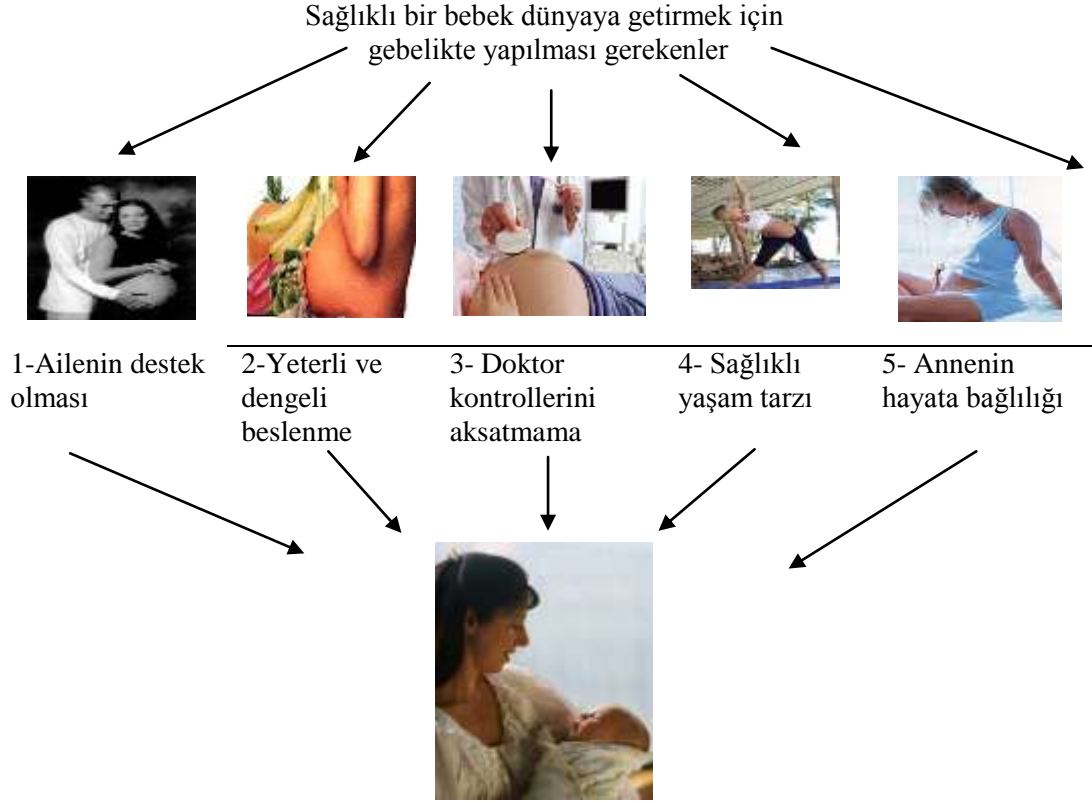 Sağlıklı bir bebek dünyaya getirmek için
gebelikte yapılması gerekenler
1-Ailenin destek
olması
2-Yeterli ve
dengeli
beslenme
3- Doktor
kontrollerini
aksatmama
4- Sağlıklı
yaşam tarzı
5- Annenin
hayata bağlılığı